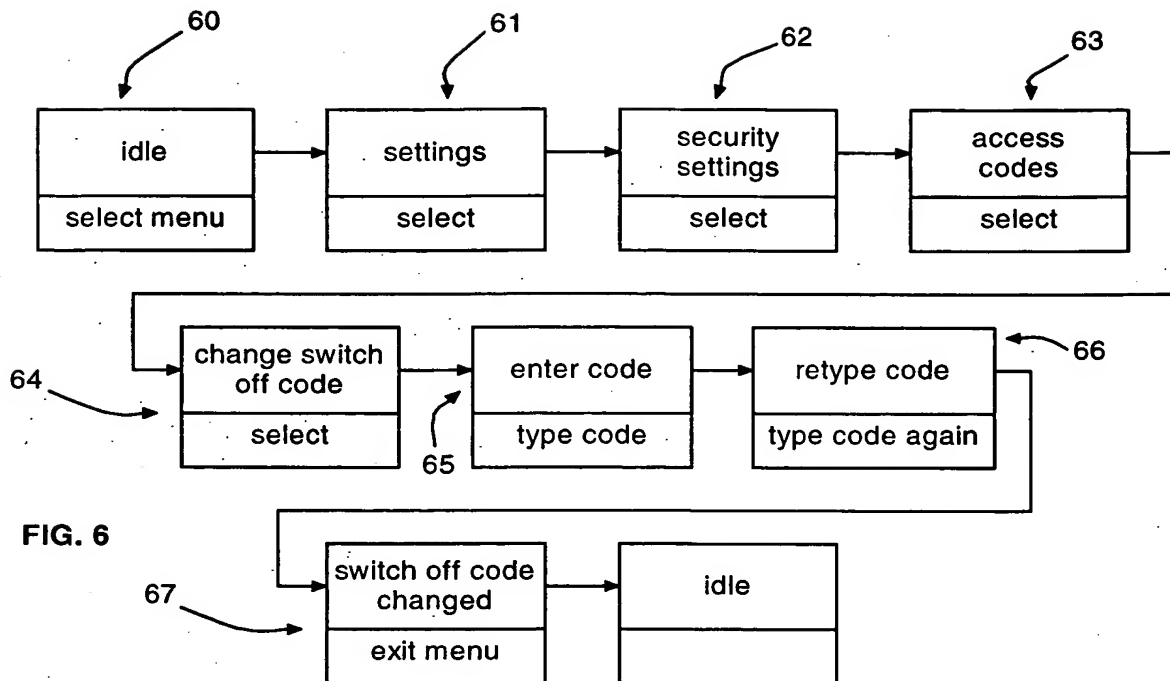 60
61
62
63
idle
select menu
settings
select
security
settings
select
access
codes
select
64
change switch
off code
select
65
enter code
type code
66
retype code
type code again
FIG. 6
67
switch off code
changed
exit menu
idle